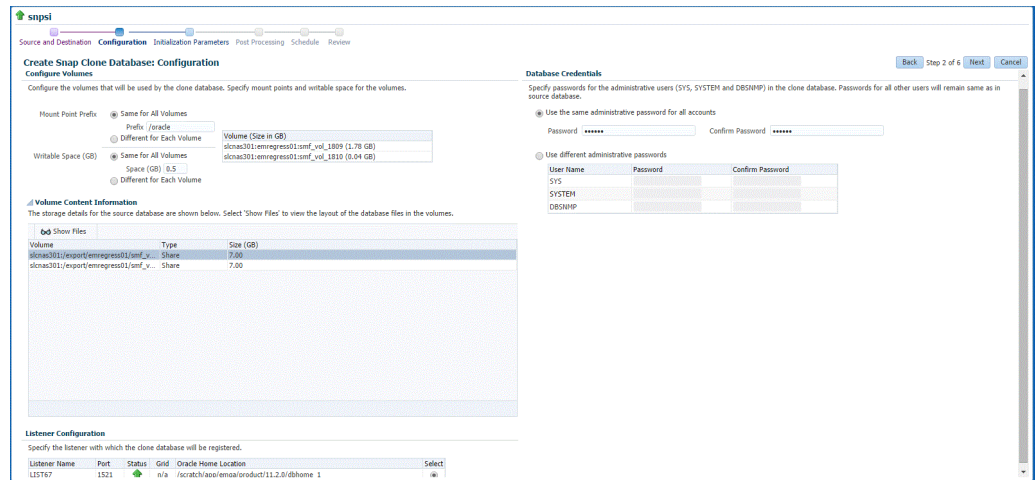 snpsi
Source and Destination Configuration Initialization Parameters Post Processing Schedule Review
Create Snap Clone Database: Configuration
Back Step 2 of 6 Next Cancel
Configure Volumes
Configure the volumes that will be used by the clone database. Specify mount points and writable space for the volumes.
Mount Point Prefix Same for All Volumes
Prefix /oracle
Different for Each Volume
Writable Space (GB) Same for All Volumes
Space (GB) 0.5
Different for Each Volume
Volume (Size in GB)
slcnas301:emregress01:smf_vol_1809 (1.78 GB)
slcnas301:emregress01:smf_vol_1810 (0.04 GB)
Volume Content Information
The storage details for the source database are shown below. Select 'Show Files' to view the layout of the database files in the volumes.
Show Files
Volume Type Size (GB)
slcnas301:/export/emregress01/smf_v... Share 7.00
slcnas301:/export/emregress01/smf_v... Share 7.00
Listener Configuration
Specify the listener with which the clone database will be registered.
Listener Name Port Status Grid Oracle Home Location Select
LIST67 1521 n/a /scratch/app/emga/product/11.2.0/dbhome_1
Database Credentials
Specify passwords for the administrative users (SYS, SYSTEM and DBSNMP) in the clone database. Passwords for all other users will remain same as in
source database.
Use the same administrative password for all accounts
Password •••••• Confirm Password ••••••
Use different administrative passwords
User Name Password Confirm Password
SYS
SYSTEM
DBSNMP